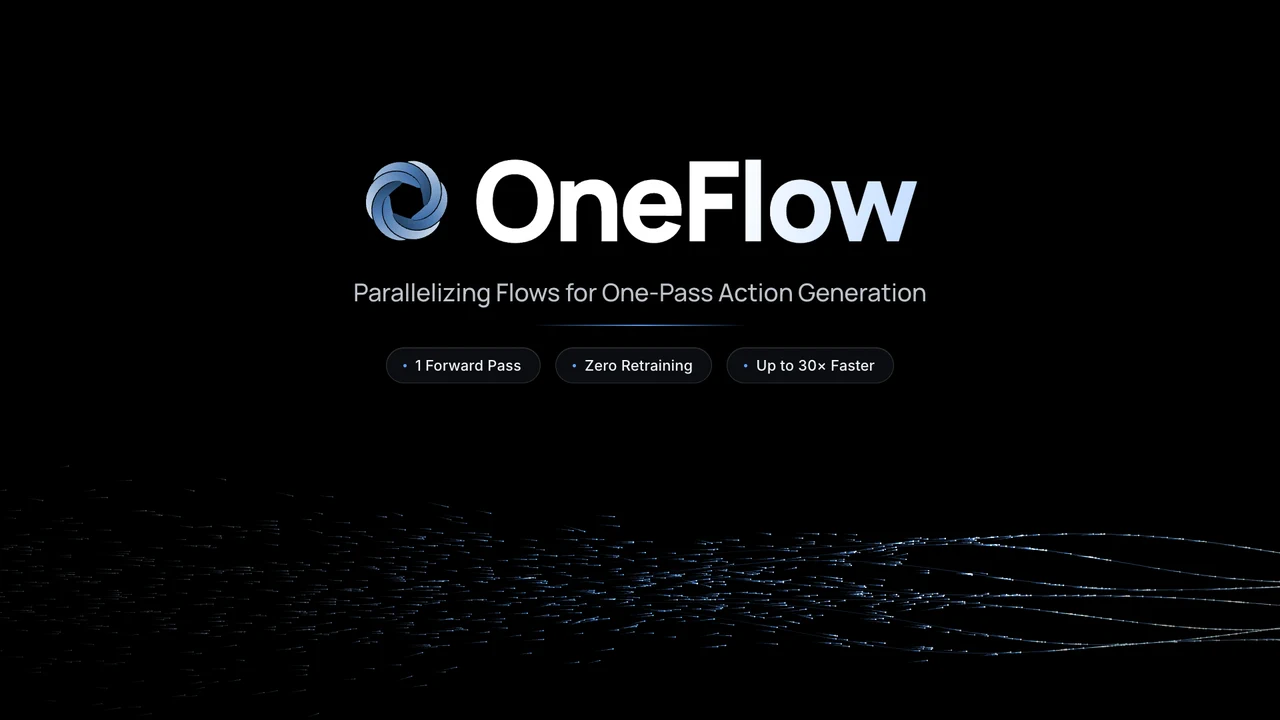 OneFlow
Parallelizing Flows for One-Pass Action Generation
1 Forward Pass
Zero Retraining
Up to 30× Faster